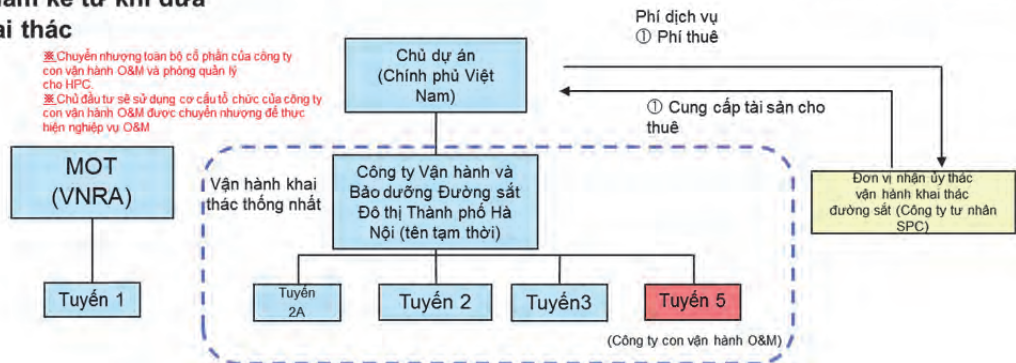 năm kể từ khi đưa
ai thác
※Chuyển nhượng toàn bộ cổ phần của công ty
con vận hành O&M và phòng quản lý
cho HPC.
※Chủ đầu tư sẽ sử dụng cơ cấu tổ chức của công ty
con vận hành O&M được chuyển nhượng để thực
hiện nghiệp vụ O&M
MOT
(VNRA)
Tuyến 1
Chủ dự án
(Chính phủ Việt
Nam)
Phí dịch vụ
① Phí thuê
① Cung cấp tài sản cho
thuê
Vận hành khai
thác thống nhất
Công ty Vận hành và
Bảo dưỡng Đường sắt
Đô thị Thành phố Hà
Nội (tên tạm thời)
Đơn vị nhận ủy thác
vận hành khai thác
đường sắt (Công ty tư nhân
SPC)
Tuyến
2A
Tuyến 2
Tuyến3
Tuyến 5
(Công ty con vận hành O&M)